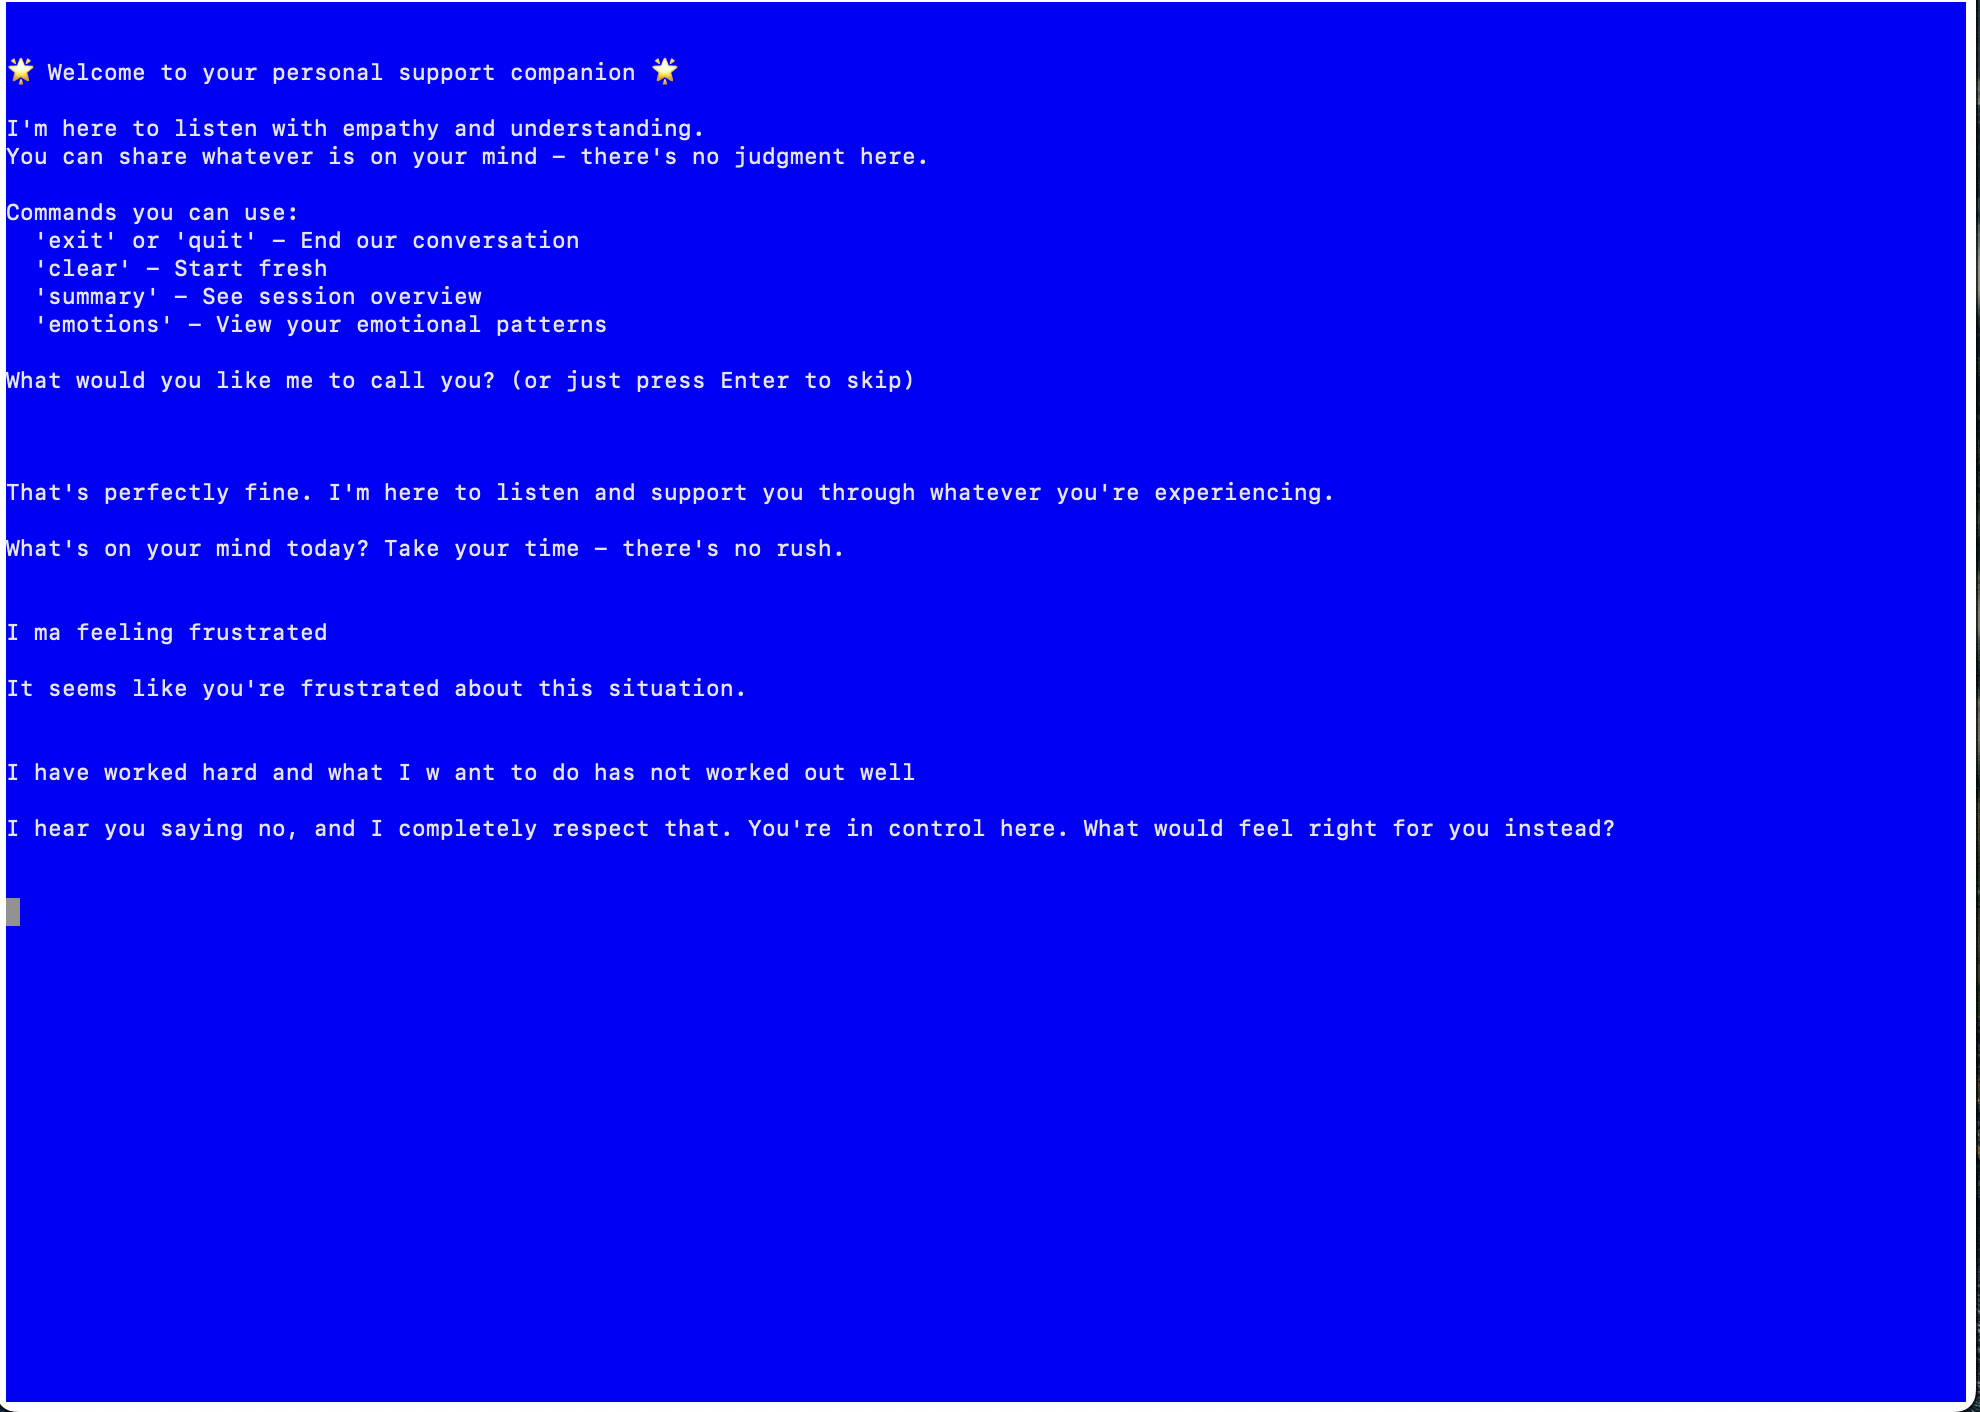 🌟 Welcome to your personal support companion 🌟
I'm here to listen with empathy and understanding.
You can share whatever is on your mind – there's no judgment here.
Commands you can use:
'exit' or 'quit' – End our conversation
'clear' – Start fresh
'summary' – See session overview
'emotions' – View your emotional patterns
What would you like me to call you? (or just press Enter to skip)
That's perfectly fine. I'm here to listen and support you through whatever you're experiencing.
What's on your mind today? Take your time – there's no rush.
I ma feeling frustrated
It seems like you're frustrated about this situation.
I have worked hard and what I w ant to do has not worked out well
I hear you saying no, and I completely respect that. You're in control here. What would feel right for you instead?